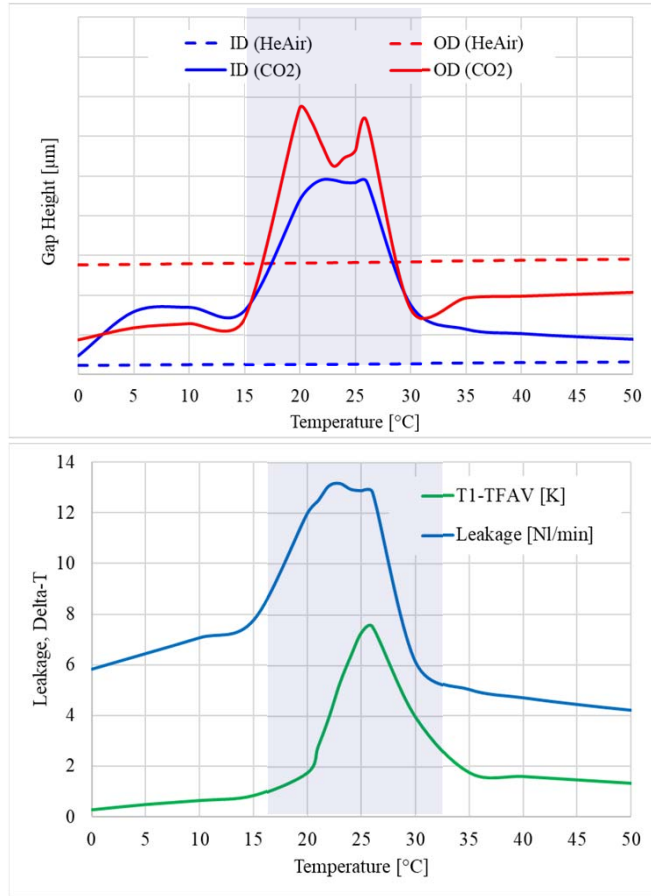 ID (HeAir) OD (HeAir)
ID (CO2) OD (CO2)
Gap Height [µm]
0 5 10 15 20 25 30 35 40 45 50
Temperature [°C]
14
12
10
8
6
4
2
0
T1-TFAV [K]
Leakage [Nl/min]
Leakage, Delta-T
0 5 10 15 20 25 30 35 40 45 50
Temperature [°C]